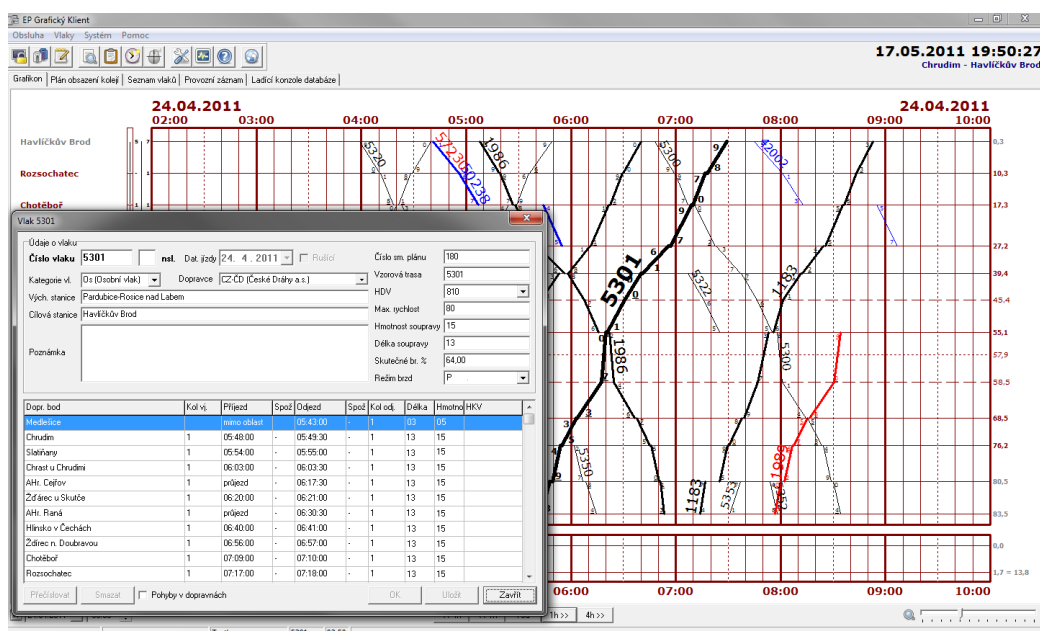 EP Grafický Klient
Obsluha Vlaky Systém Pomoc
17.05.2011 19:50:27
Chrudim - Havlíčkův Brod
Grafikon Plán obsazení kolejí Seznam vlaků Provozní záznam Ladící konzole databáze
24.04.2011 24.04.2011
02:00 03:00 04:00 05:00 06:00 07:00 08:00 09:00 10:00
Havlíčkův Brod 0,3
Rozsochatec 10,3
Chotěboř 17,3
27,2
39,4
45,4
55,1
57,9
58,5
68,5
76,2
80,5
83,5
0,0
1,7 = 13,8
5320
57230
50238
1986
5300
42002
5301
5322
1183
1986
5300
5350
1183
5353
1989
5352
06:00 07:00 08:00 09:00 10:00
1h >> 4h >>
Vlak 5301
Údaje o vlaku
Číslo vlaku 5301 nsl. Dat. jízdy 24. 4. 2011 Rušící
Kategorie vl. Os (Osobní vlak) Dopravce CZ-ČD (České Dráhy a.s.)
Vých. stanice Pardubice-Rosice nad Labem
Cílová stanice Havlíčkův Brod
Poznámka
Číslo sm. plánu 180
Vzorová trasa 5301
HDV 810
Max. rychlost 80
Hmotnost soupravy 15
Délka soupravy 13
Skutečné br. % 64,00
Režim brzd P
Dopr. bod Kol vj. Příjezd Spož Odjezd Spož Kol odj. Délka Hmotno HKV
Medlešice mimo oblast 05:43:00 - 1 03 05
Chrudim 1 05:48:00 - 05:49:30 - 1 13 15
Slatiňany 1 05:54:00 - 05:55:00 - 1 13 15
Chrast u Chrudimi 1 06:03:00 - 06:03:30 - 1 13 15
AHr. Cejřov 1 průjezd - 06:17:30 - 1 13 15
Žďárec u Skutče 1 06:20:00 - 06:21:00 - 1 13 15
AHr. Raná 1 průjezd - 06:30:30 - 1 13 15
Hlinsko v Čechách 1 06:40:00 - 06:41:00 - 1 13 15
Ždírec n. Doubravou 1 06:56:00 - 06:57:00 - 1 13 15
Chotěboř 1 07:09:00 - 07:10:00 - 1 13 15
Rozsochatec 1 07:17:00 - 07:18:00 - 1 13 15
Přečíslovat Smazat Pohyby v dopravnách OK Uložit Zavřít